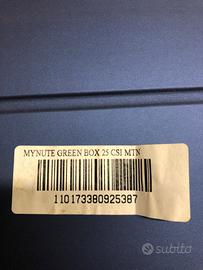 MYNUTE GREEN BOX 25 CSI MTN
110173380925387
subito